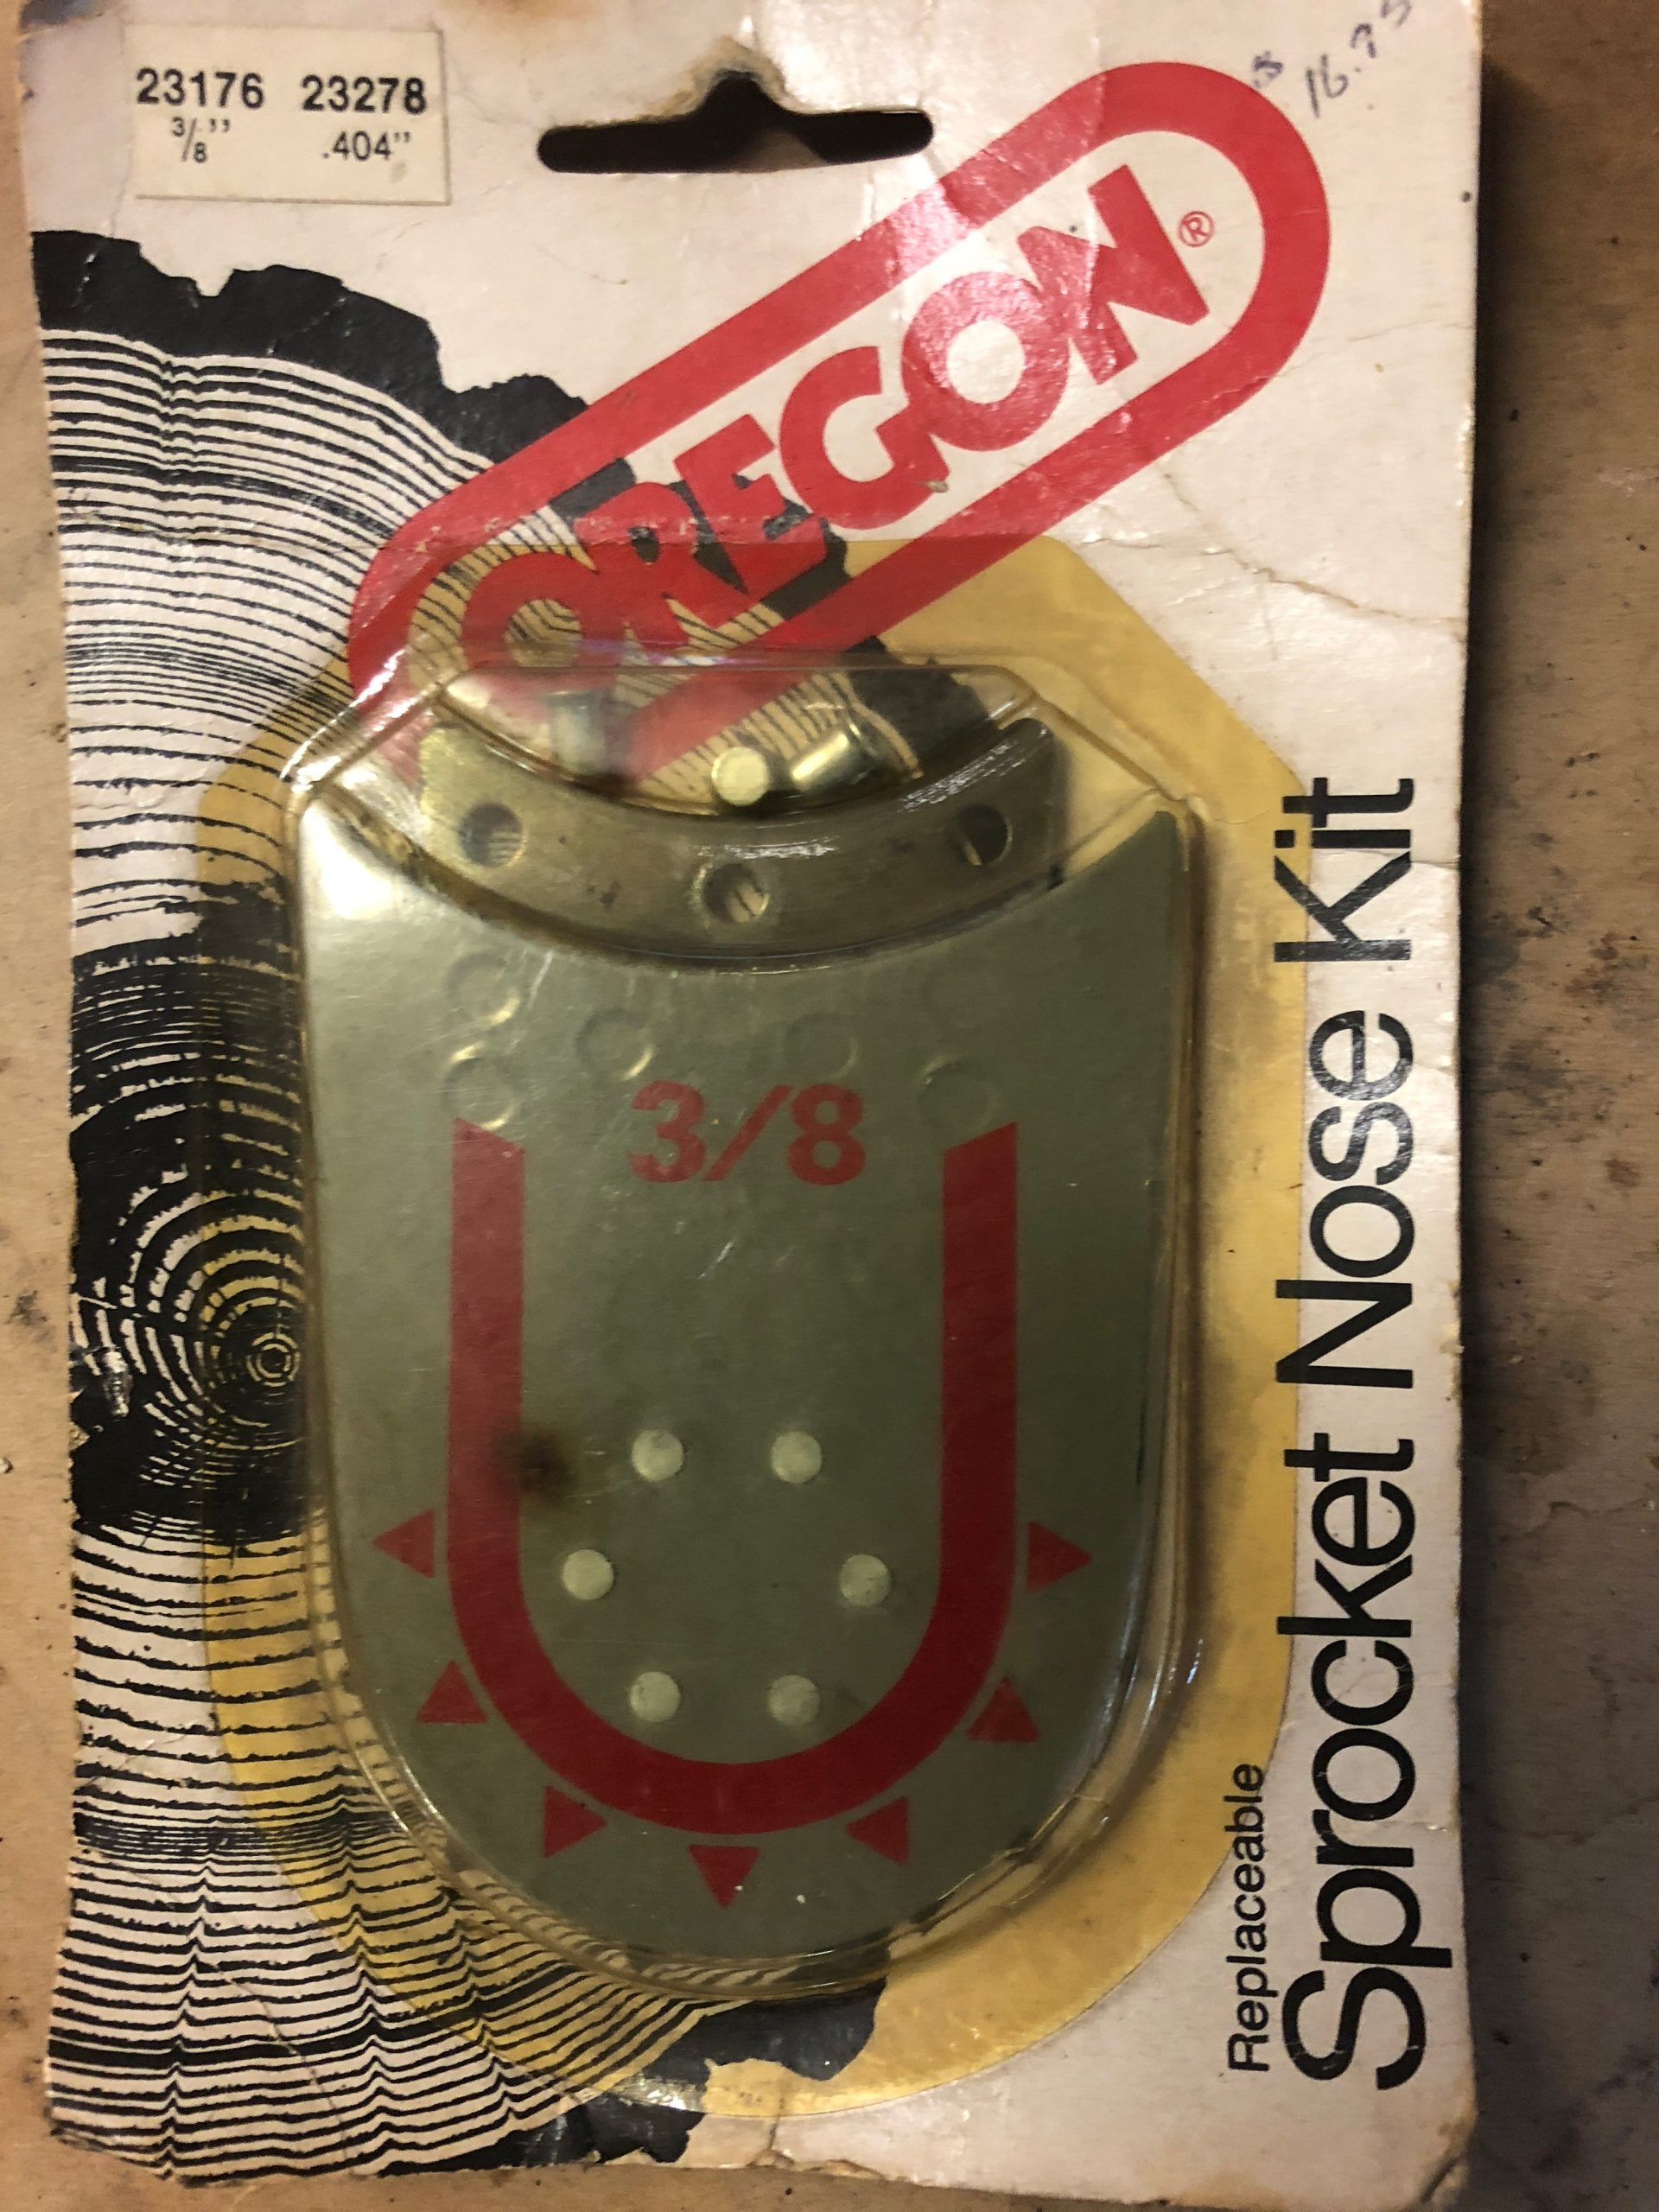 23176 23278
3/8" .404"
16.75
OREGON®
3/8
Replaceable
Sprocket Nose Kit